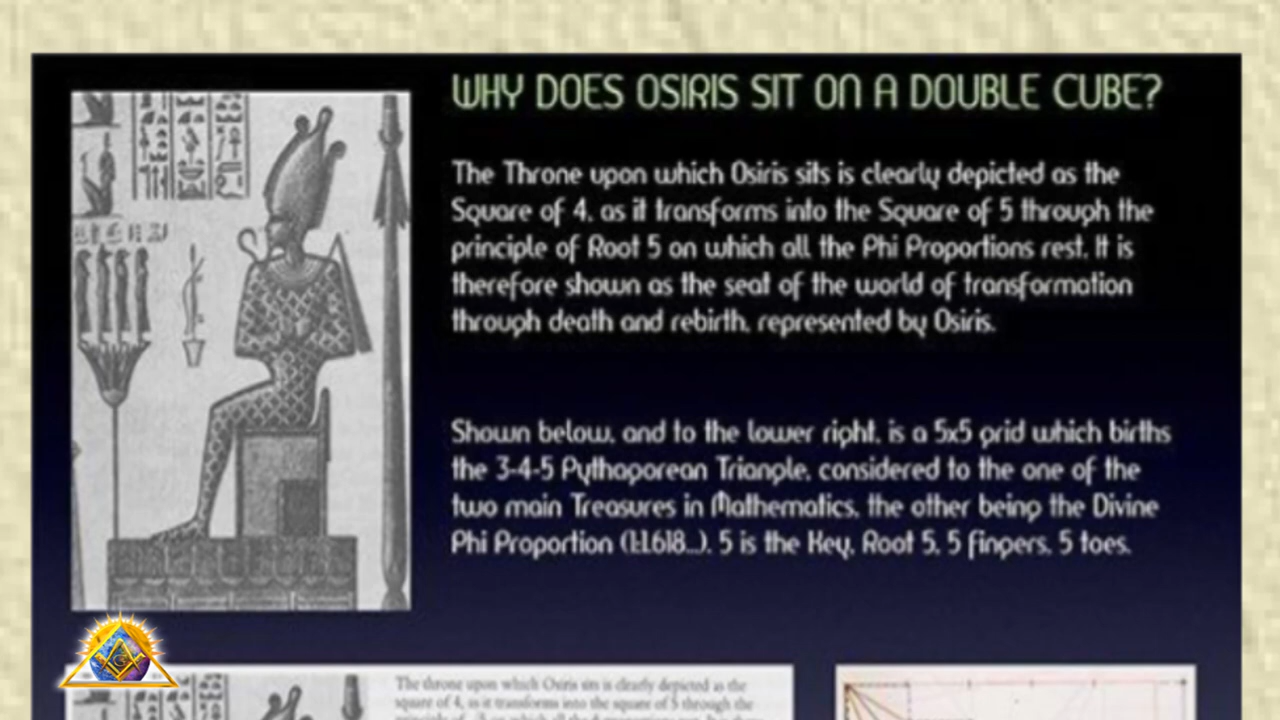 WHY DOES OSIRIS SIT ON A DOUBLE CUBE?
The Throne upon which Osiris sits is clearly depicted as the
Square of 4, as it transforms into the Square of 5 through the
principle of Root 5 on which all the Phi Proportions rest. It is
therefore shown as the seat of the world of transformation
through death and rebirth, represented by Osiris.
Shown below, and to the lower right, is a 5x5 grid which births
the 3-4-5 Pythagorean Triangle, considered to the one of the
two main Treasures in Mathematics, the other being the Divine
Phi Proportion (1:1.618...). 5 is the Key, Root 5, 5 fingers, 5 toes.
G
The throne upon which Osiris sits is clearly depicted as the
square of 4, as it transforms into the square of 5 through the